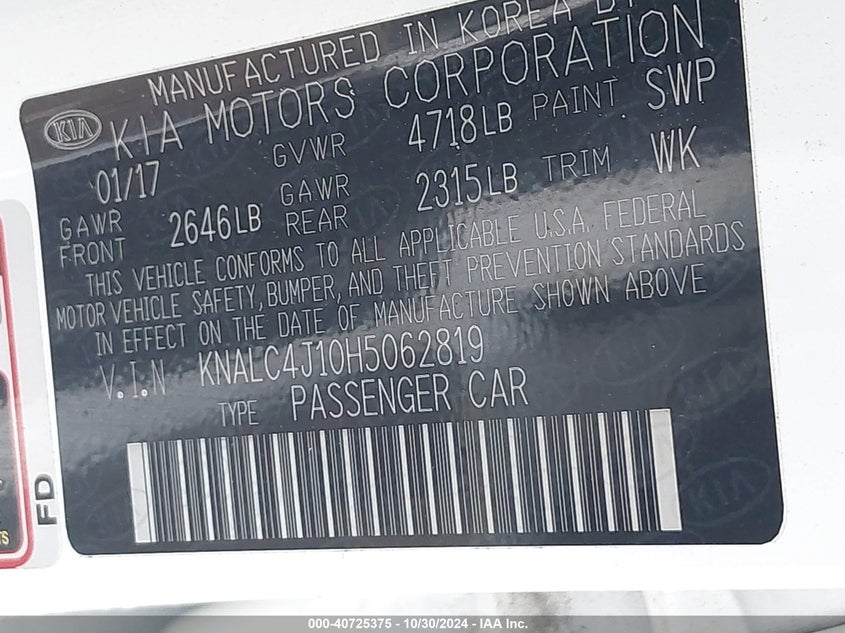 MANUFACTURED IN KOREA BY
KIA MOTORS CORPORATION
KIA
01/17 GVWR 4718LB PAINT SWP
GAWR FRONT 2646LB GAWR REAR 2315LB TRIM WK
THIS VEHICLE CONFORMS TO ALL APPLICABLE U.S.A. FEDERAL
MOTOR VEHICLE SAFETY, BUMPER, AND THEFT PREVENTION STANDARDS
IN EFFECT ON THE DATE OF MANUFACTURE SHOWN ABOVE
V.I.N KNALC4J10H5062819
TYPE PASSENGER CAR
FD
000-40725375 - 10/30/2024 - IAA Inc.